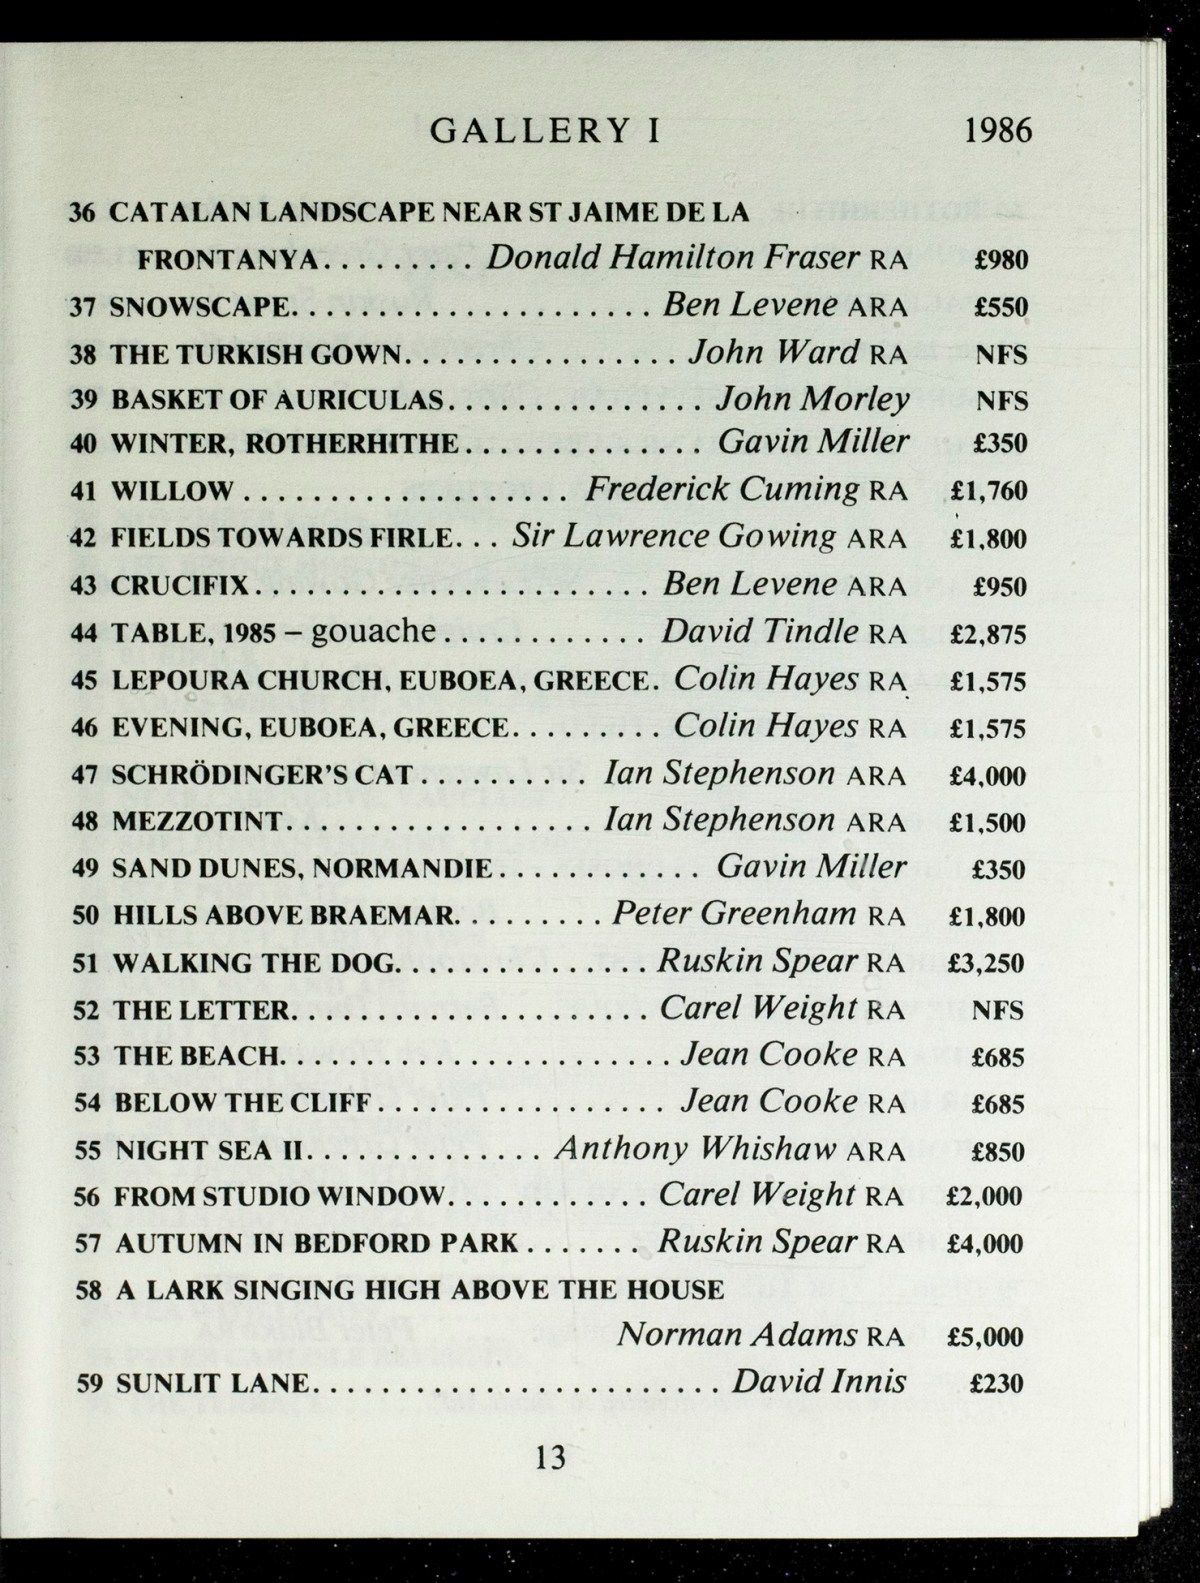 GALLERY I 1986
36 CATALAN LANDSCAPE NEAR ST JAIME DE LA
FRONTANYA......... Donald Hamilton Fraser RA £980
37 SNOWSCAPE..................... Ben Levene ARA £550
38 THE TURKISH GOWN................ John Ward RA NFS
39 BASKET OF AURICULAS............... John Morley NFS
40 WINTER, ROTHERHITHE.............. Gavin Miller £350
41 WILLOW................... Frederick Cuming RA £1,760
42 FIELDS TOWARDS FIRLE... Sir Lawrence Gowing ARA £1,800
43 CRUCIFIX....................... Ben Levene ARA £950
44 TABLE, 1985 – gouache............ David Tindle RA £2,875
45 LEPOURA CHURCH, EUBOEA, GREECE. Colin Hayes RA £1,575
46 EVENING, EUBOEA, GREECE......... Colin Hayes RA £1,575
47 SCHRÖDINGER'S CAT.......... Ian Stephenson ARA £4,000
48 MEZZOTINT.................. Ian Stephenson ARA £1,500
49 SAND DUNES, NORMANDIE............ Gavin Miller £350
50 HILLS ABOVE BRAEMAR......... Peter Greenham RA £1,800
51 WALKING THE DOG............... Ruskin Spear RA £3,250
52 THE LETTER..................... Carel Weight RA NFS
53 THE BEACH....................... Jean Cooke RA £685
54 BELOW THE CLIFF................. Jean Cooke RA £685
55 NIGHT SEA II.............. Anthony Whishaw ARA £850
56 FROM STUDIO WINDOW............ Carel Weight RA £2,000
57 AUTUMN IN BEDFORD PARK....... Ruskin Spear RA £4,000
58 A LARK SINGING HIGH ABOVE THE HOUSE
Norman Adams RA £5,000
59 SUNLIT LANE........................ David Innis £230
13